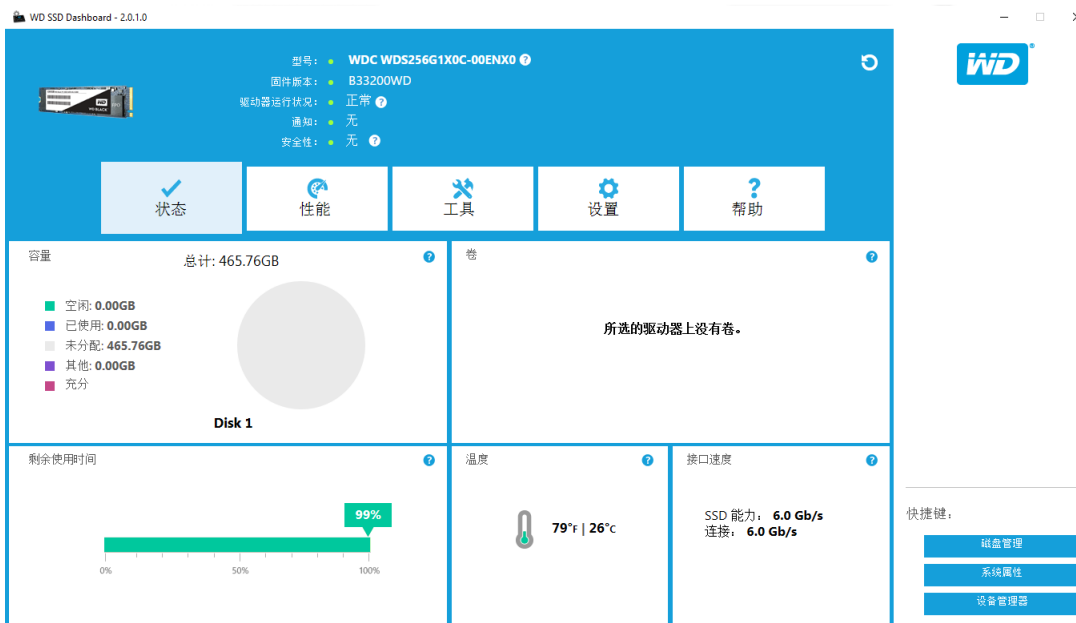 WD SSD Dashboard - 2.0.1.0
型号： WDC WDS256G1X0C-00ENX0 ?
固件版本： B33200WD
驱动器运行状况： 正常 ?
通知： 无
安全性： 无 ?
WD®
状态
性能
工具
设置
帮助
容量
总计: 465.76GB
空闲: 0.00GB
已使用: 0.00GB
未分配: 465.76GB
其他: 0.00GB
充分
Disk 1
卷
所选的驱动器上没有卷。
剩余使用时间
99%
0% 50% 100%
温度
79°F | 26°C
接口速度
SSD 能力： 6.0 Gb/s
连接： 6.0 Gb/s
快捷键：
磁盘管理
系统属性
设备管理器